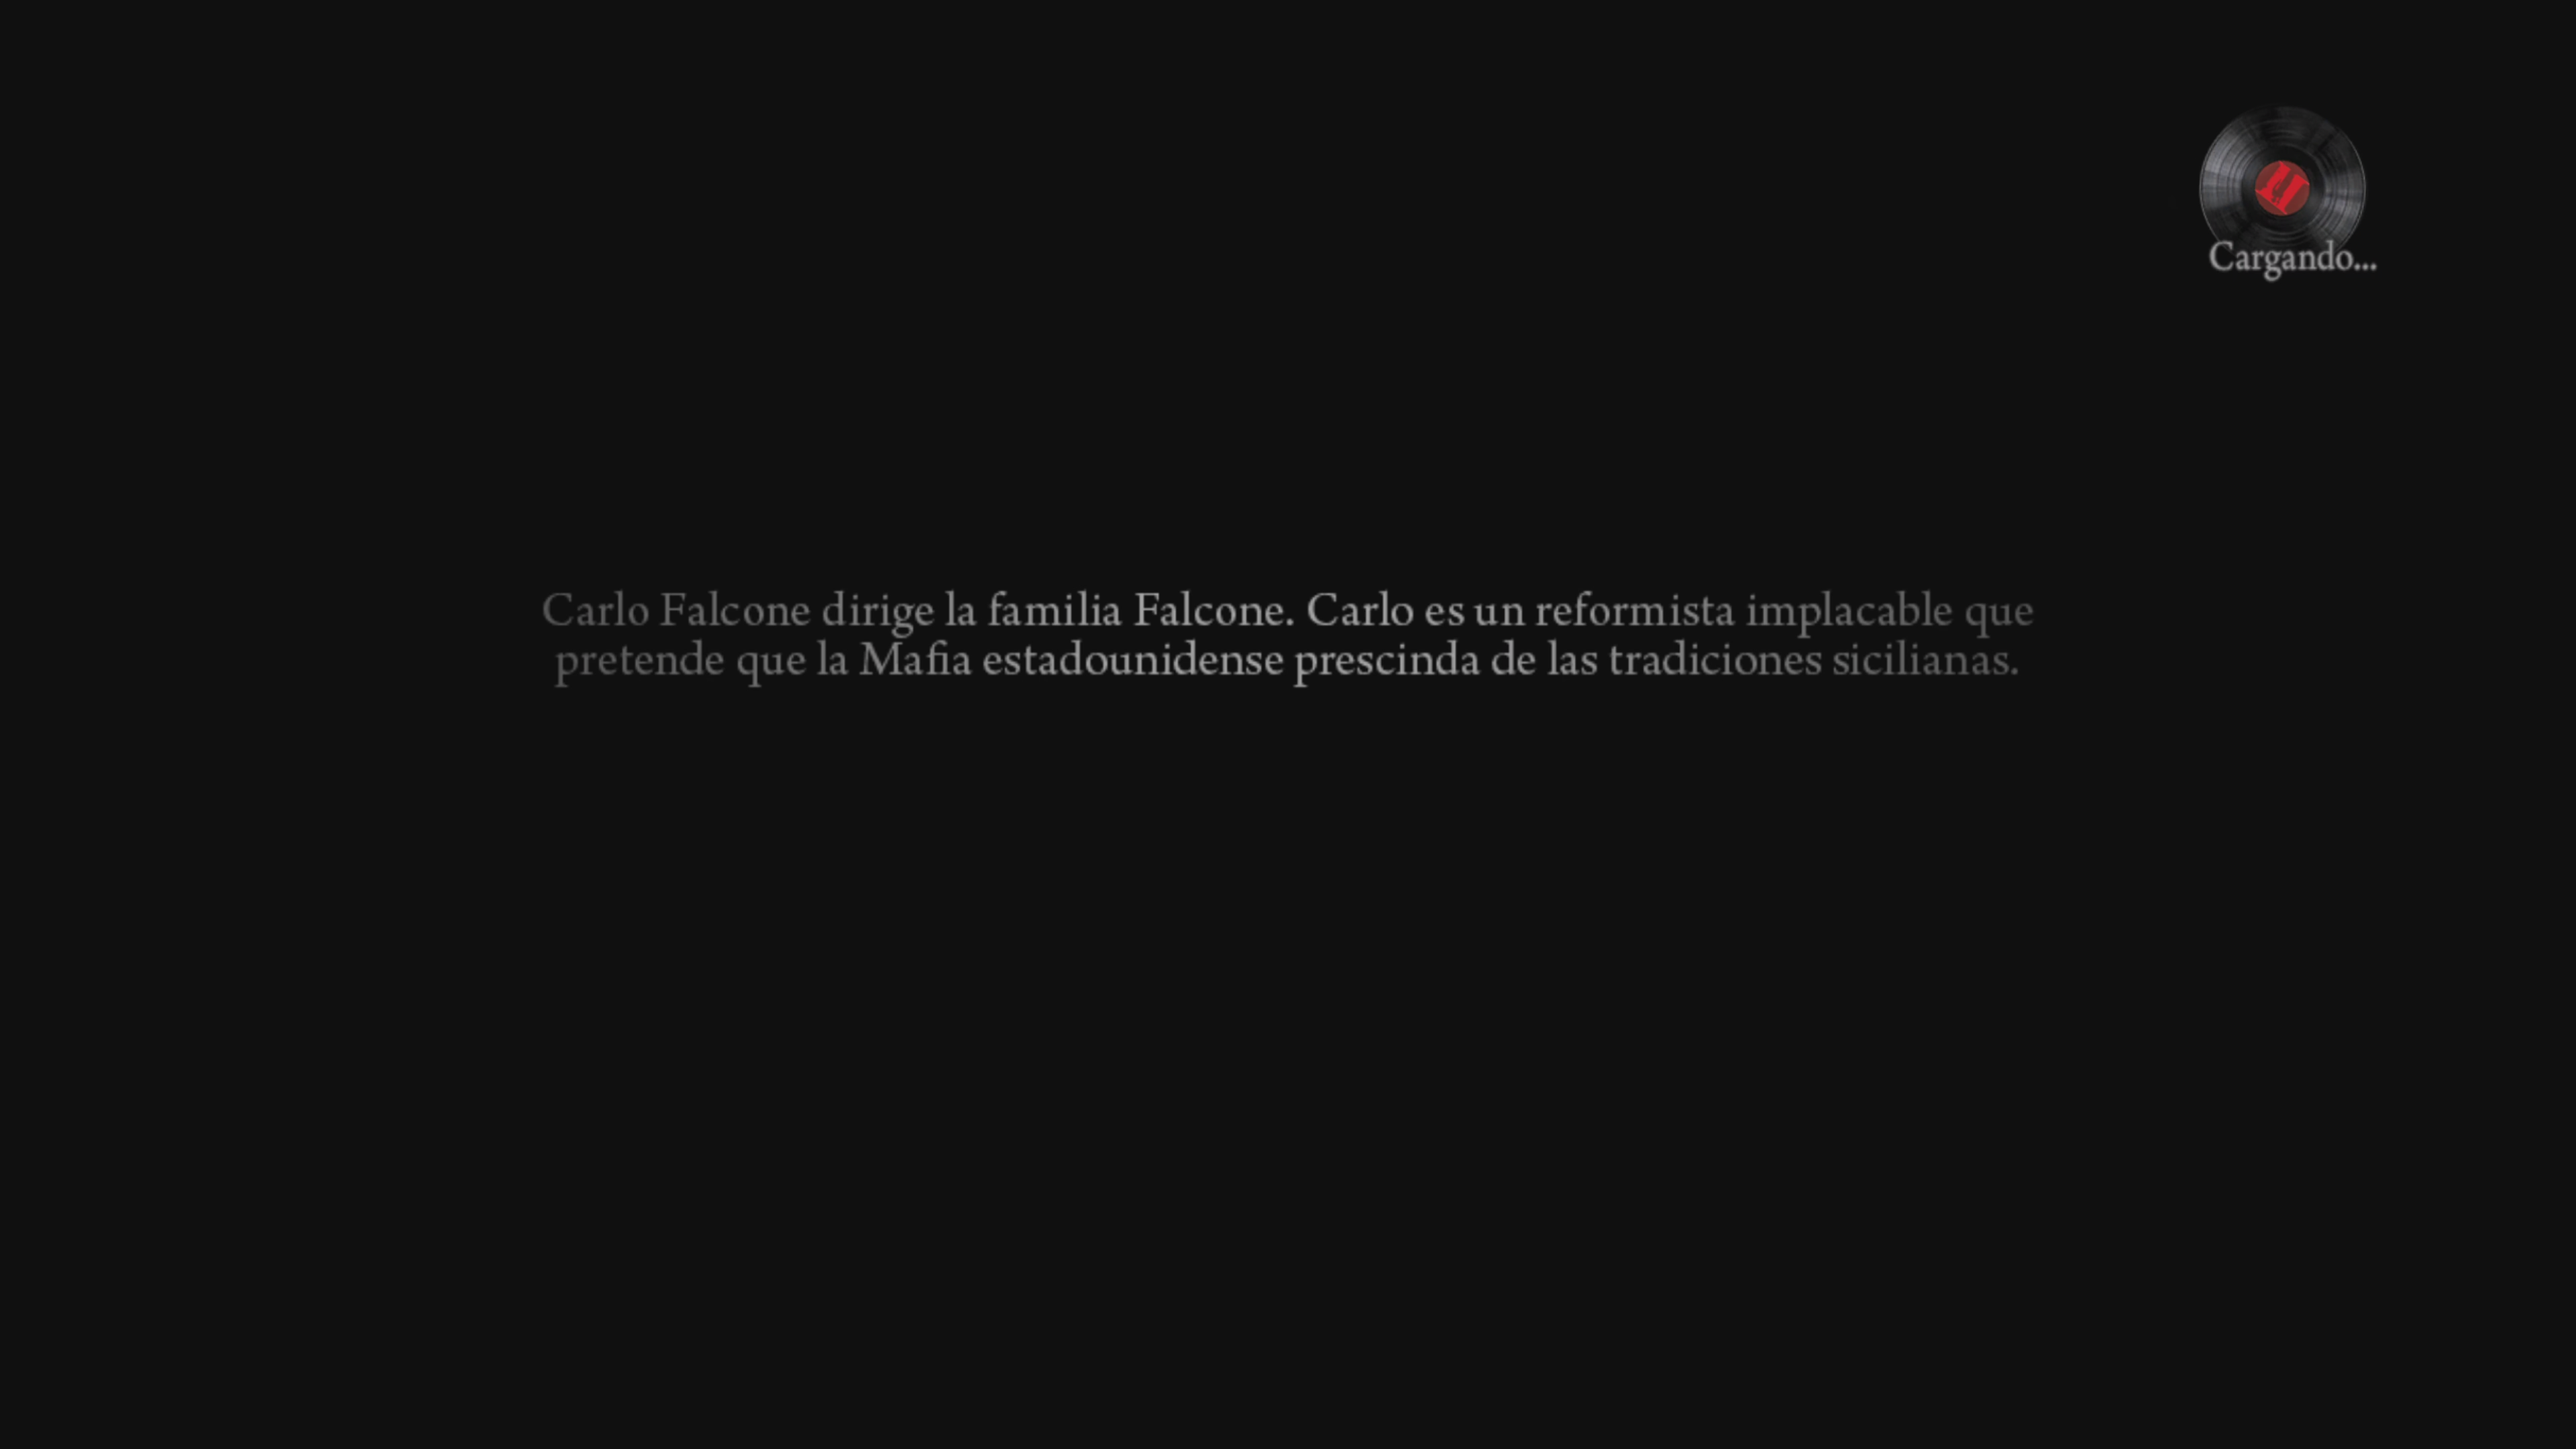 Cargando...
Carlo Falcone dirige la familia Falcone. Carlo es un reformista implacable que
pretende que la Mafia estadounidense prescinda de las tradiciones sicilianas.